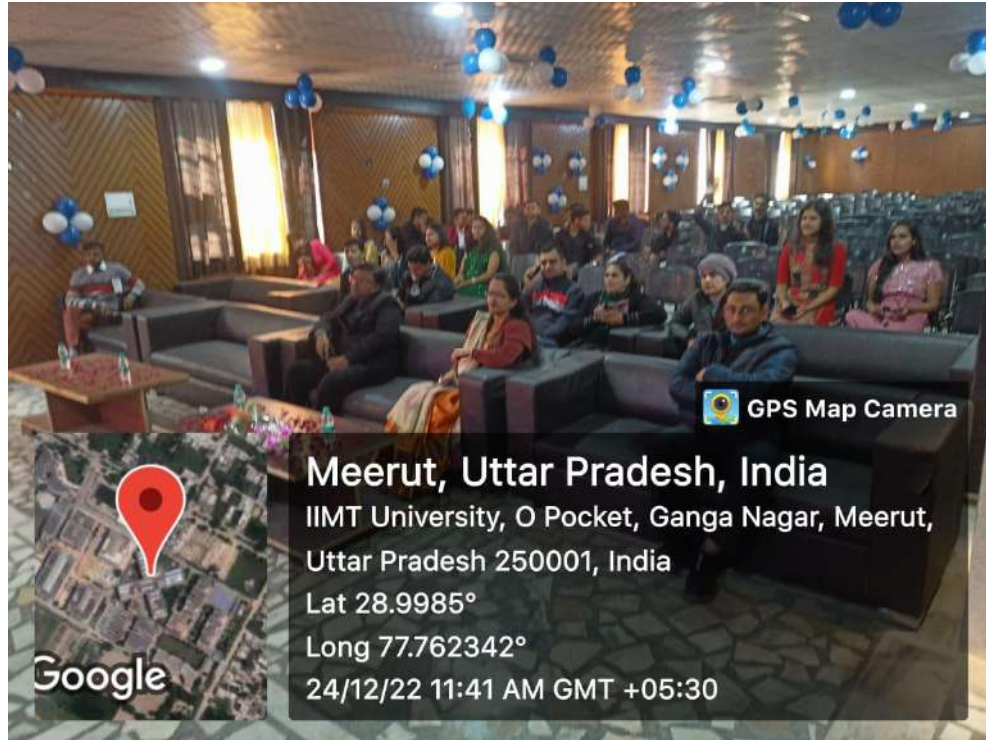 GPS Map Camera
Meerut, Uttar Pradesh, India
IIMT University, O Pocket, Ganga Nagar, Meerut,
Uttar Pradesh 250001, India
Lat 28.9985°
Long 77.762342°
24/12/22 11:41 AM GMT +05:30
Google